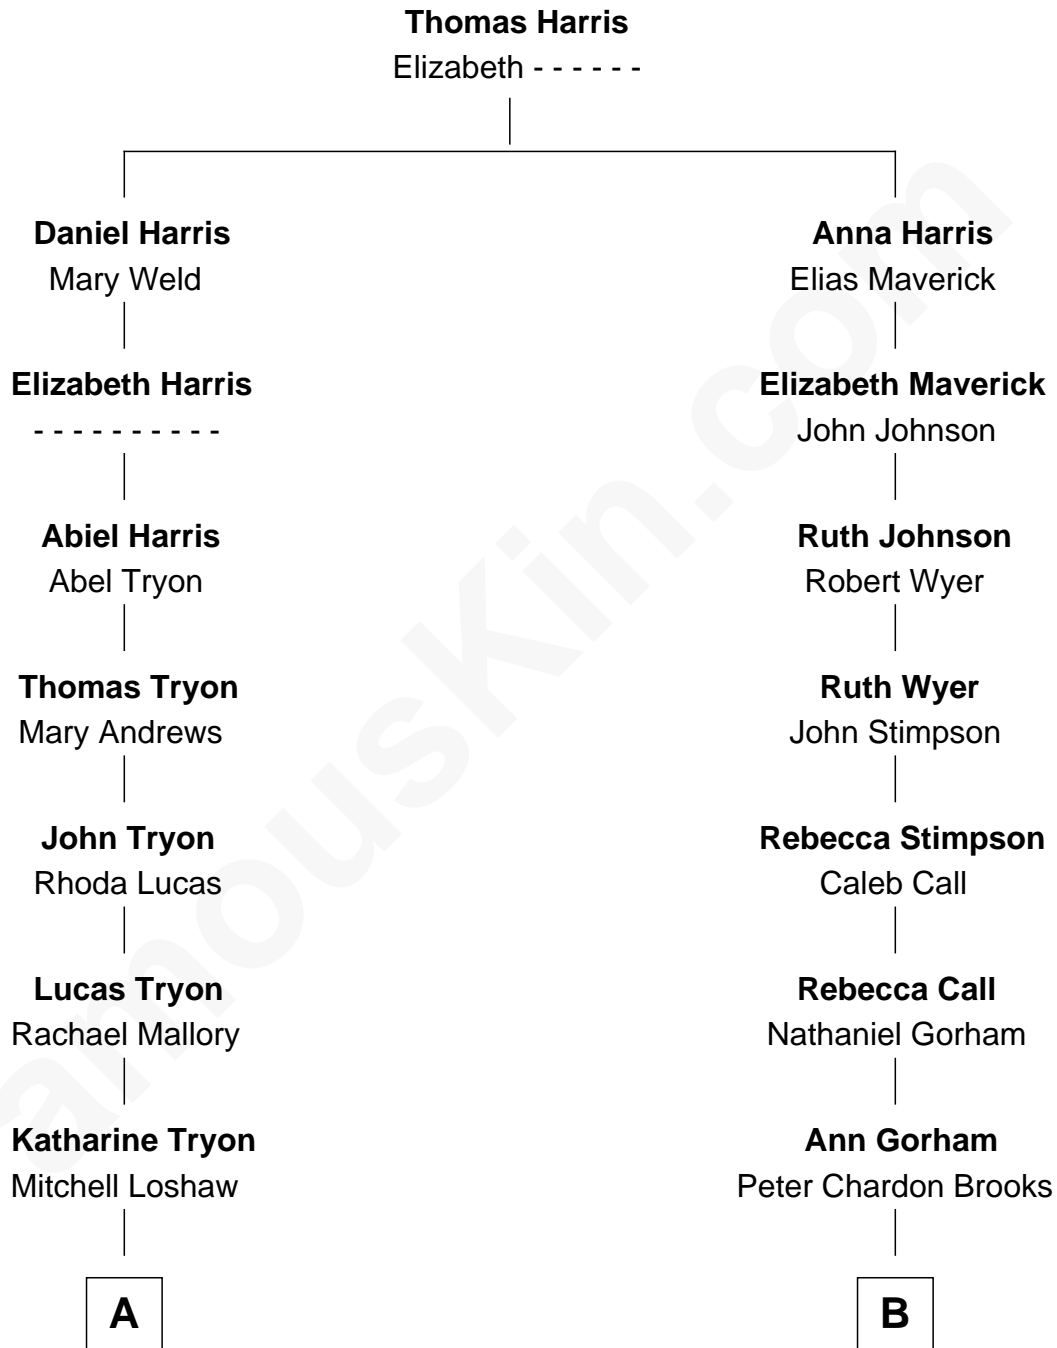 Thomas Harris
Elizabeth - - - - - -
Daniel Harris
Mary Weld
Anna Harris
Elias Maverick
Elizabeth Harris
- - - - - - - - - -
Elizabeth Maverick
John Johnson
Abiel Harris
Abel Tryon
Ruth Johnson
Robert Wyer
Thomas Tryon
Mary Andrews
Ruth Wyer
John Stimpson
John Tryon
Rhoda Lucas
Rebecca Stimpson
Caleb Call
Lucas Tryon
Rachael Mallory
Rebecca Call
Nathaniel Gorham
Katharine Tryon
Mitchell Loshaw
Ann Gorham
Peter Chardon Brooks
A
B
amouskin.com